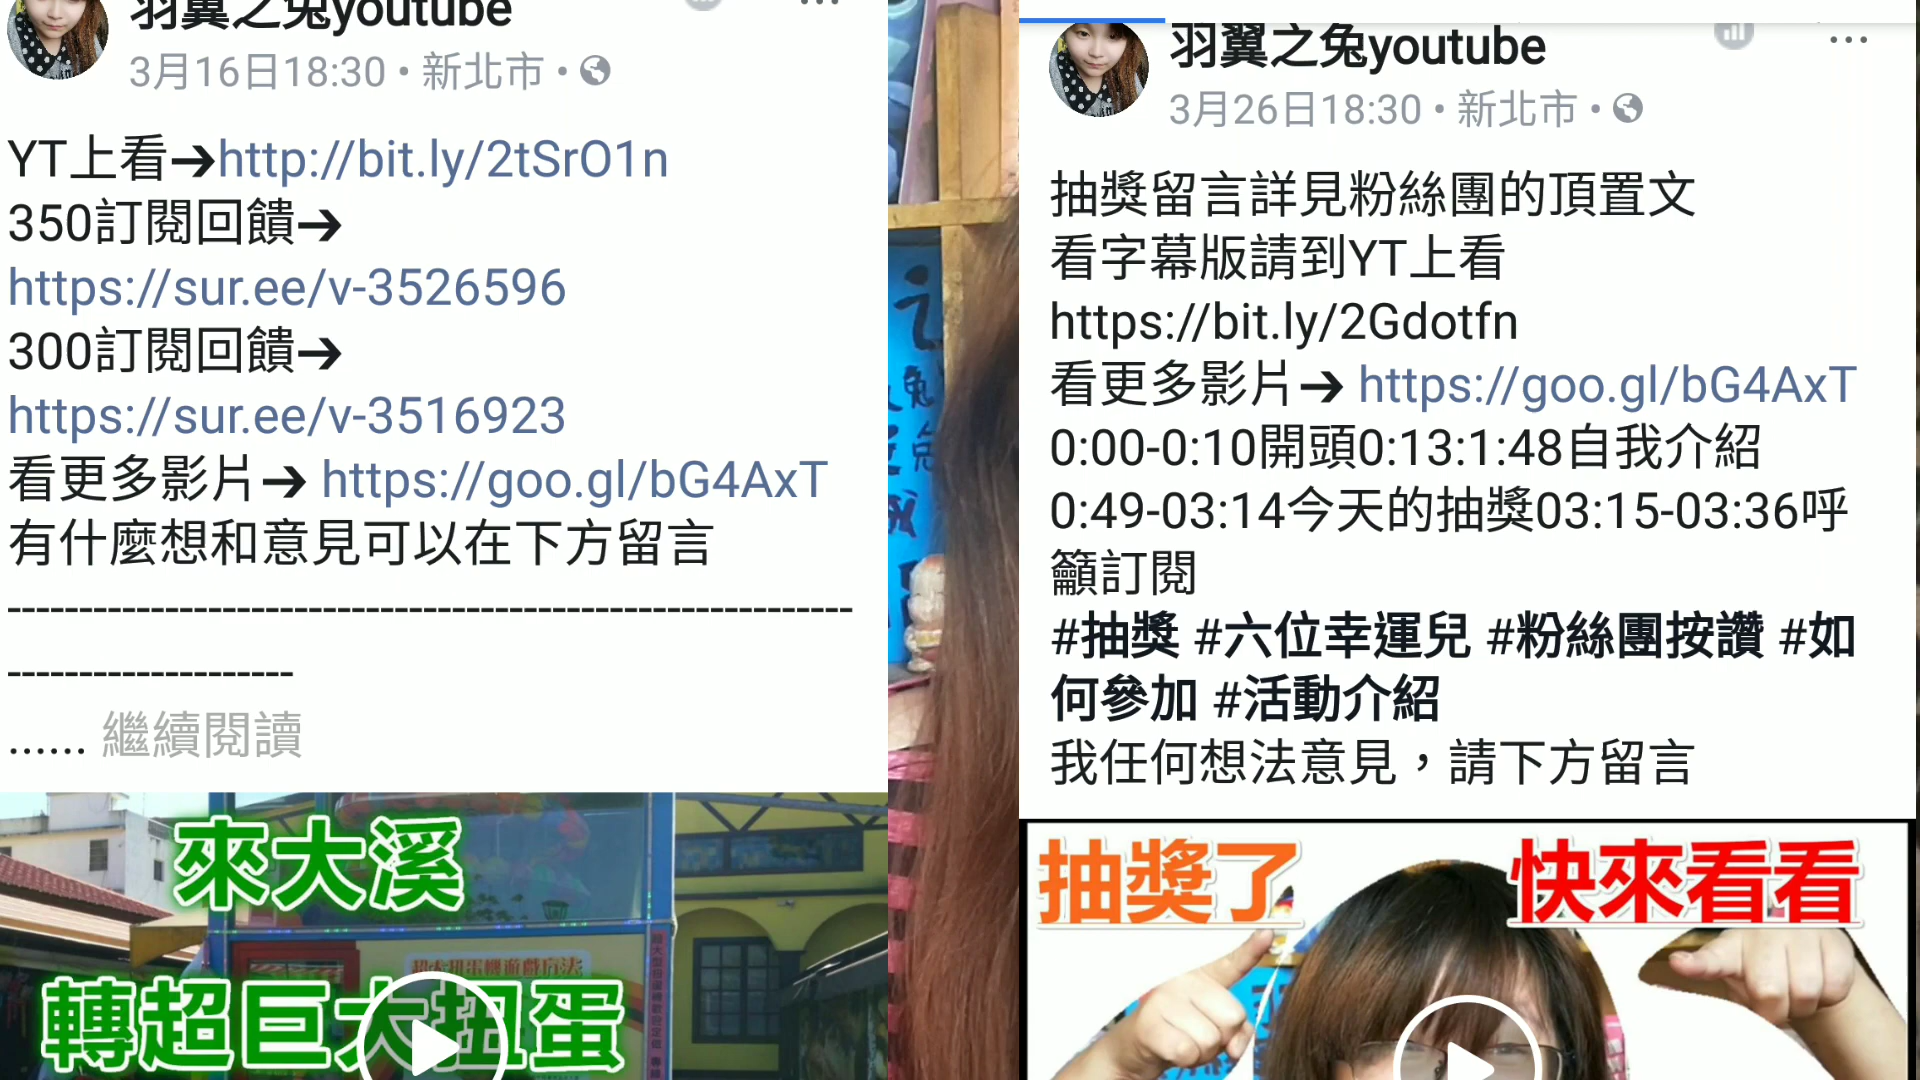 羽翼之兔youtube
3月16日18:30 • 新北市 •
YT上看➔http://bit.ly/2tSrO1n
350訂閱回饋➔
https://sur.ee/v-3526596
300訂閱回饋➔
https://sur.ee/v-3516923
看更多影片➔ https://goo.gl/bG4AxT
有什麼想和意見可以在下方留言
-----------------------------------------------------------
--------------------
...... 繼續閱讀
來大溪
超大扭蛋機遊戲方法
轉超巨大扭蛋
羽翼之兔youtube
3月26日18:30 • 新北市 •
抽獎留言詳見粉絲團的頂置文
看字幕版請到YT上看
https://bit.ly/2Gdotfn
看更多影片➔ https://goo.gl/bG4AxT
0:00-0:10開頭0:13:1:48自我介紹
0:49-03:14今天的抽獎03:15-03:36呼
籲訂閱
#抽獎 #六位幸運兒 #粉絲團按讚 #如
何參加 #活動介紹
我任何想法意見，請下方留言
抽獎了
快來看看